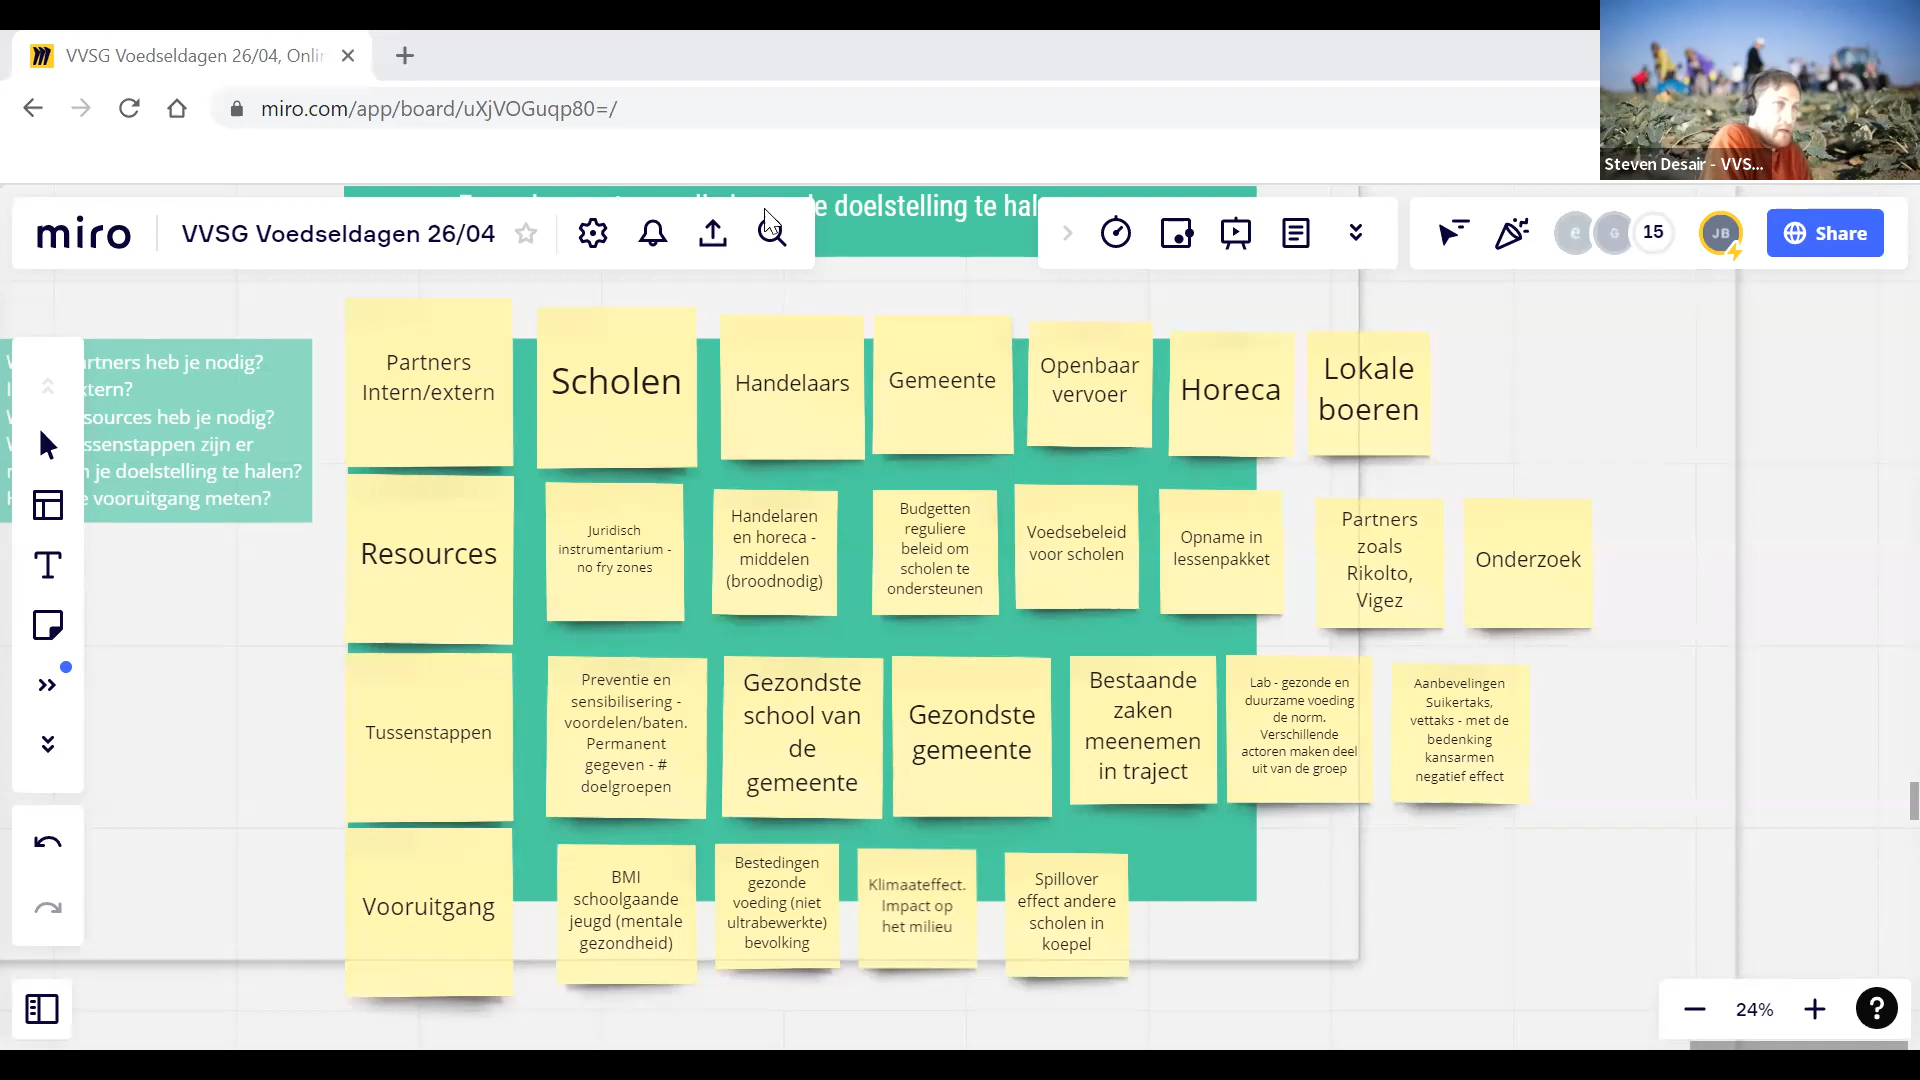 VVSG Voedseldagen 26/04, Onli
miro.com/app/board/uXjVOGuqp80=/
Steven Desair - VVS...
e doelstelling te hal
miro
VVSG Voedseldagen 26/04
15
JB
Share
artners heb je nodig?
tern?
sources heb je nodig?
ssenstappen zijn er
je doelstelling te halen?
e vooruitgang meten?
Partners
Intern/extern
Scholen
Handelaars
Gemeente
Openbaar
vervoer
Horeca
Lokale
boeren
Resources
Juridisch
instrumentarium -
no fry zones
Handelaren
en horeca -
middelen
(broodnodig)
Budgetten
reguliere
beleid om
scholen te
ondersteunen
Voedsebeleid
voor scholen
Opname in
lessenpakket
Partners
zoals
Rikolto,
Vigez
Onderzoek
Tussenstappen
Preventie en
sensibilisering -
voordelen/baten.
Permanent
gegeven - #
doelgroepen
Gezondste
school van
de
gemeente
Gezondste
gemeente
Bestaande
zaken
meenemen
in traject
Lab - gezonde en
duurzame voeding
de norm.
Verschillende
actoren maken deel
uit van de groep
Aanbevelingen
Suikertaks,
vettaks - met de
bedenking
kansarmen
negatief effect
Vooruitgang
BMI
schoolgaande
jeugd (mentale
gezondheid)
Bestedingen
gezonde
voeding (niet
ultrabewerkte)
bevolking
Klimaateffect.
Impact op
het milieu
Spillover
effect andere
scholen in
koepel
24%